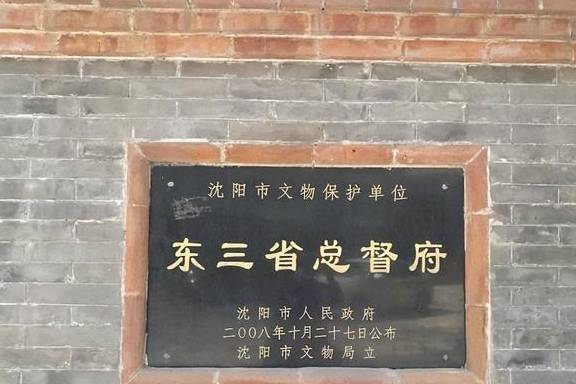 沈阳市文物保护单位
东三省总督府
沈阳市人民政府
二00八年十月二十七日公布
沈阳市文物局立